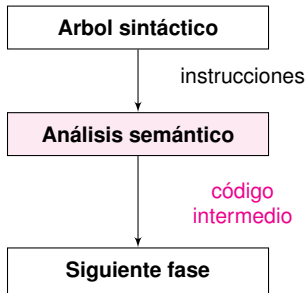 Arbol sintáctico
instrucciones
Análisis semántico
código
intermedio
Siguiente fase